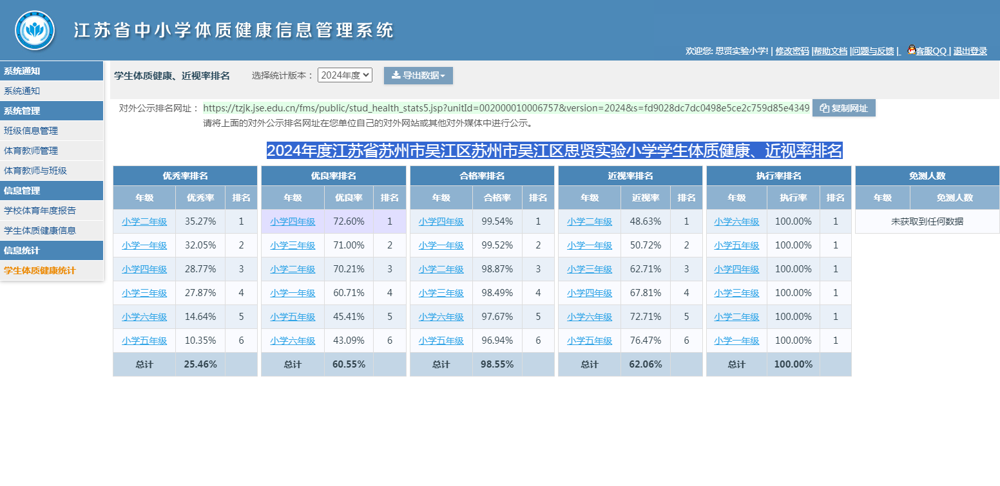 江苏省中小学体质健康信息管理系统
欢迎您: 思贤实验小学! | 修改密码 |帮助文档 |问题与反馈 | 客服QQ | 退出登录
系统通知
系统通知
系统管理
班级信息管理
体育教师管理
体育教师与班级
信息管理
学校体育年度报告
学生体质健康信息
信息统计
学生体质健康统计
学生体质健康、近视率排名 选择统计版本： 2024年度 导出数据
对外公示排名网址： https://tzjk.jse.edu.cn/fms/public/stud_health_stats5.jsp?unitId=002000010006757&version=2024&s=fd9028dc7dc0498e5ce2c759d85e4349 复制网址
请将上面的对外公示排名网址在您单位自己的对外网站或其他对外媒体中进行公示。
2024年度江苏省苏州市吴江区苏州市吴江区思贤实验小学学生体质健康、近视率排名
优秀率排名 优良率排名 合格率排名 近视率排名 执行率排名 免测人数
年级 优秀率 排名 年级 优良率 排名 年级 合格率 排名 年级 近视率 排名 年级 执行率 排名 年级 免测人数
小学二年级 35.27% 1 小学四年级 72.60% 1 小学四年级 99.54% 1 小学二年级 48.63% 1 小学六年级 100.00% 1 未获取到任何数据
小学一年级 32.05% 2 小学三年级 71.00% 2 小学一年级 99.52% 2 小学一年级 50.72% 2 小学五年级 100.00% 1
小学四年级 28.77% 3 小学二年级 70.21% 3 小学二年级 98.87% 3 小学三年级 62.71% 3 小学四年级 100.00% 1
小学三年级 27.87% 4 小学一年级 60.71% 4 小学三年级 98.49% 4 小学四年级 67.81% 4 小学三年级 100.00% 1
小学六年级 14.64% 5 小学五年级 45.41% 5 小学六年级 97.67% 5 小学六年级 72.71% 5 小学二年级 100.00% 1
小学五年级 10.35% 6 小学六年级 43.09% 6 小学五年级 96.94% 6 小学五年级 76.47% 6 小学一年级 100.00% 1
总计 25.46% 总计 60.55% 总计 98.55% 总计 62.06% 总计 100.00%